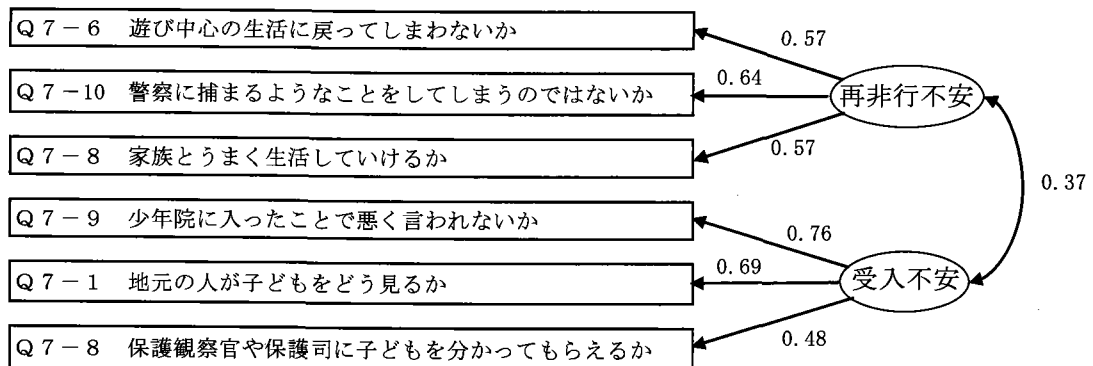 Q7-6 遊び中心の生活に戻ってしまわないか
0.57
Q7-10 警察に捕まるようなことをしてしまうのではないか
0.64
再非行不安
Q7-8 家族とうまく生活していけるか
0.57
0.37
Q7-9 少年院に入ったことで悪く言われないか
0.76
Q7-1 地元の人が子どもをどう見るか
0.69
受入不安
Q7-8 保護観察官や保護司に子どもを分かってもらえるか
0.48